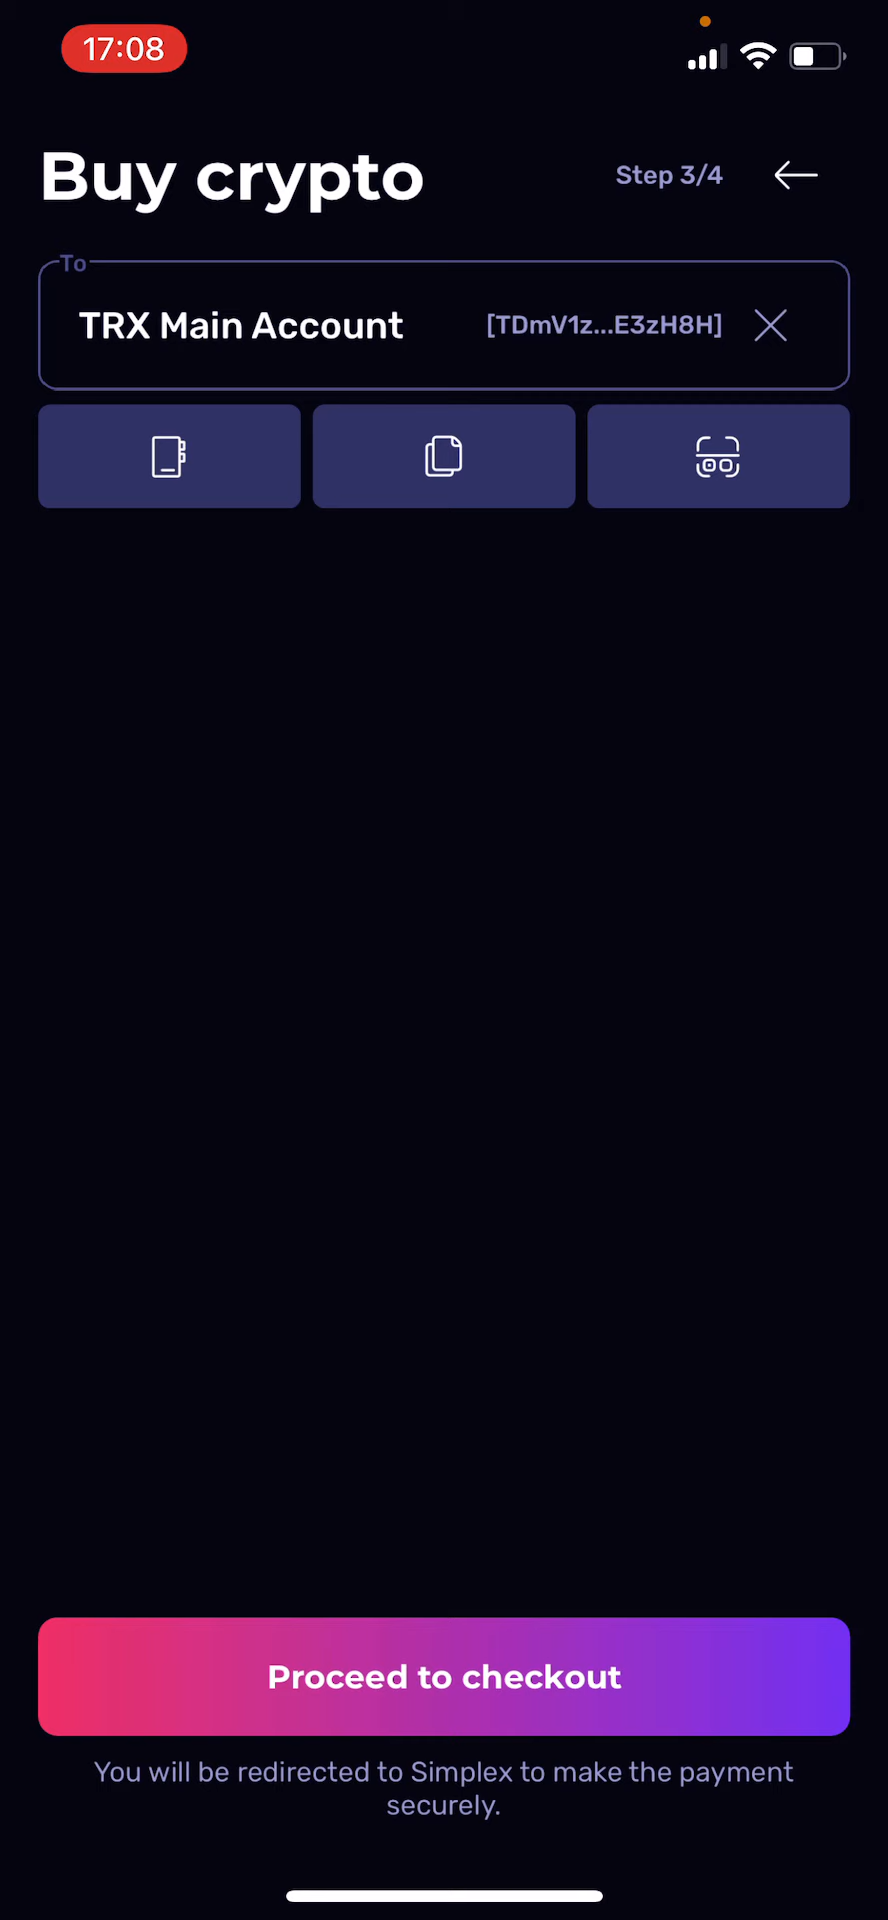 17:08
Buy crypto
Step 3/4
To
TRX Main Account
[TDmV1z...E3zH8H]
Proceed to checkout
You will be redirected to Simplex to make the payment
securely.